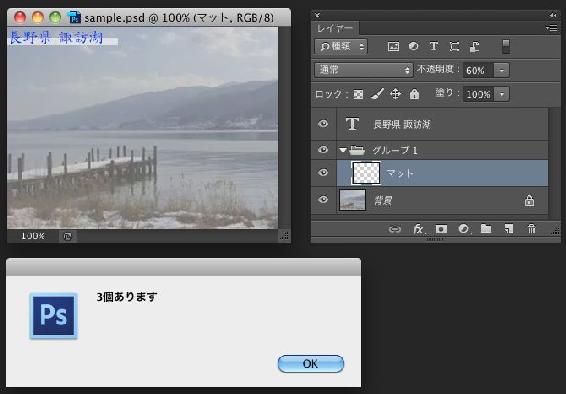 sample.psd @ 100% (マット, RGB/8)
長野県 諏訪湖
100%
レイヤー
種類
T
通常
不透明度: 60%
ロック:
塗り: 100%
T 長野県 諏訪湖
グループ 1
マット
背景
fx
Ps
3個あります
OK